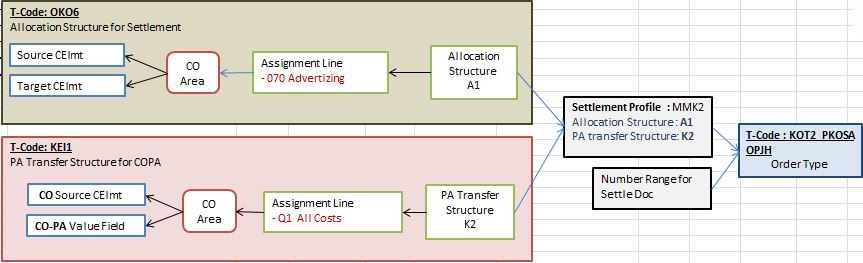 T-Code: OKO6
Allocation Structure for Settlement
Source CElmt
Target CElmt
CO
Area
Assignment Line
- 070 Advertizing
Allocation
Structure
A1
T-Code: KEI1
PA Transfer Structure for COPA
CO Source CElmt
CO-PA Value Field
CO
Area
Assignment Line
- Q1 All Costs
PA Transfer
Structure
K2
Settlement Profile : MMK2
Allocation Structure : A1
PA transfer Structure: K2
Number Range for
Settle Doc
T-Code : KOT2_PKOSA
OPJH
Order Type